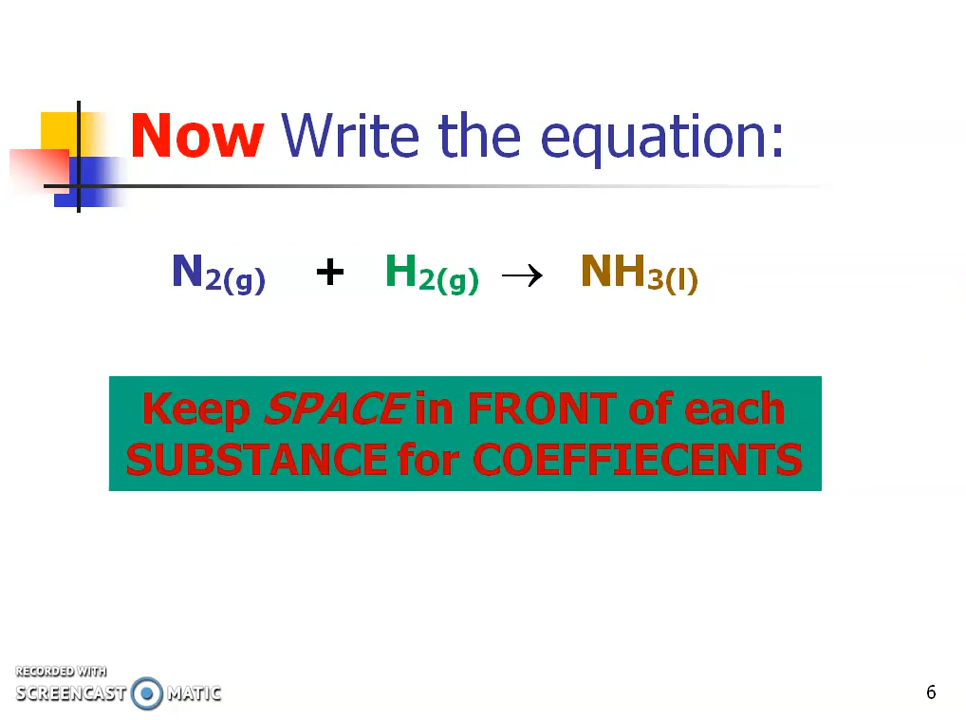 Now Write the equation:
N₂(g) + H₂(g) → NH₃(l)
Keep SPACE in FRONT of each
SUBSTANCE for COEFFIECENTS
RECORDED WITH
SCREENCAST MATIC
6